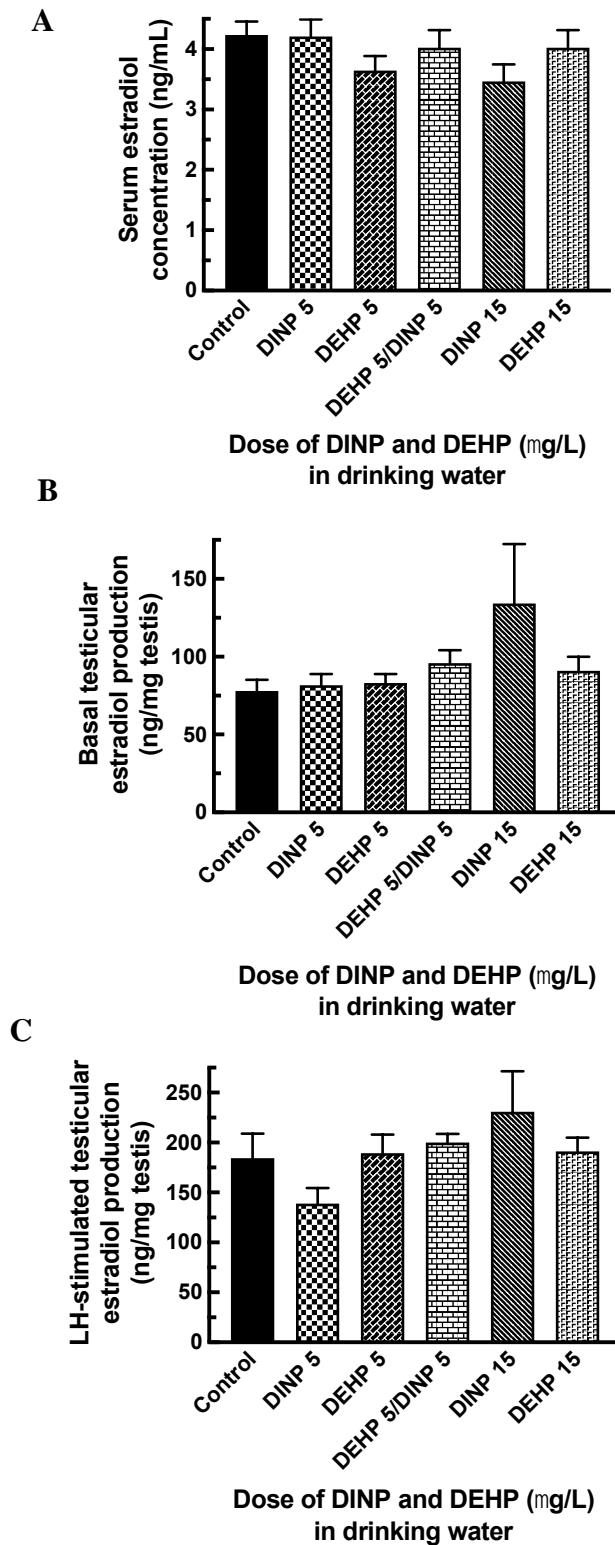 A
Serum estradiol
concentration (ng/mL)
4
3
2
1
0
Control
DINP 5
DEHP 5
DEHP 5/DINP 5
DINP 15
DEHP 15
Dose of DINP and DEHP (mg/L)
in drinking water
B
Basal testicular
estradiol production
(ng/mg testis)
150
100
50
0
Control
DINP 5
DEHP 5
DEHP 5/DINP 5
DINP 15
DEHP 15
Dose of DINP and DEHP (mg/L)
in drinking water
C
LH-stimulated testicular
estradiol production
(ng/mg testis)
250
200
150
100
50
0
Control
DINP 5
DEHP 5
DEHP 5/DINP 5
DINP 15
DEHP 15
Dose of DINP and DEHP (mg/L)
in drinking water